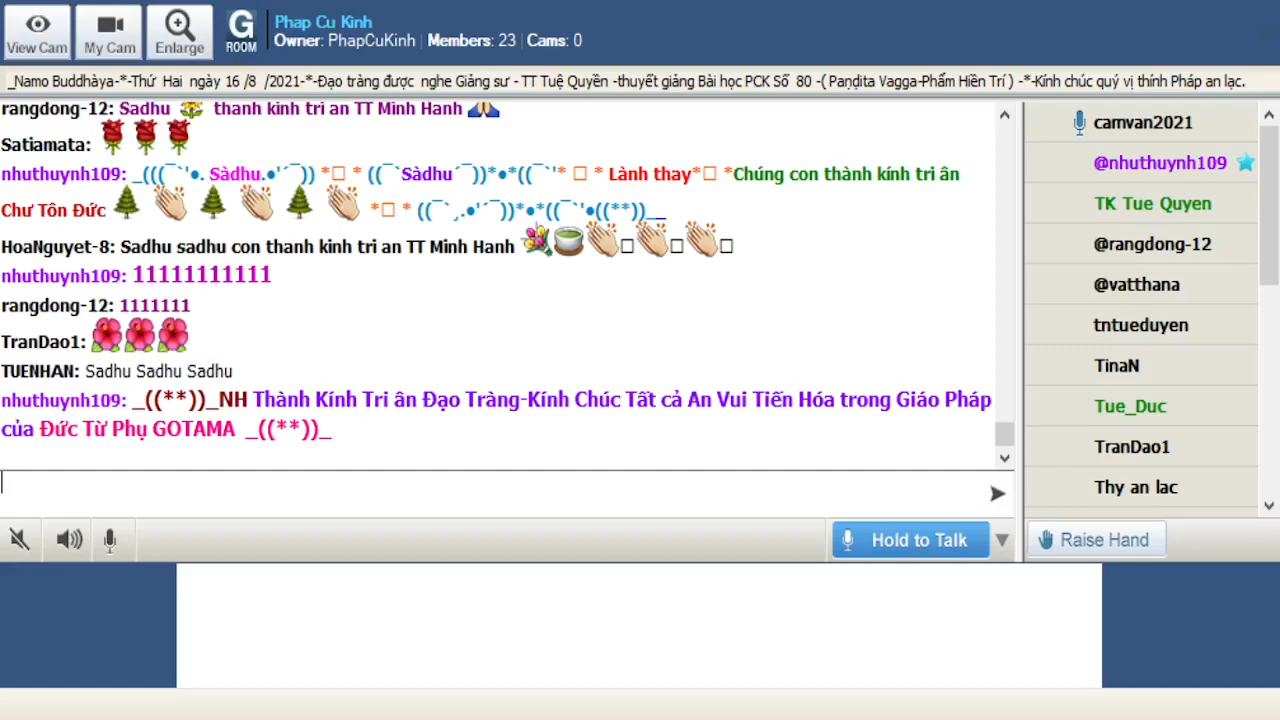 View Cam
My Cam
Enlarge
G
ROOM
Phap Cu Kinh
Owner: PhapCuKinh | Members: 23 | Cams: 0
_Namo Buddhàya-*-Thứ Hai ngày 16 /8 /2021-*-Đạo tràng được nghe Giảng sư - TT Tuệ Quyền -thuyết giảng Bài học PCK Số 80 -( Paṇḍita Vagga-Phẩm Hiền Trí ) -*-Kính chúc quý vị thính Pháp an lạc.
rangdong-12: Sadhu thanh kinh tri an TT Minh Hanh
Satiamata:
nhuthuynh109: _(((¯`'•. Sàdhu.•'´¯)) *□ * ((¯`Sàdhu´¯))*•*((¯`'* □ * Lành thay*□ *Chúng con thành kính tri ân
Chư Tôn Đức *□ * ((¯`¸.•'´¯))*•*((¯`'•((**))__
HoaNguyet-8: Sadhu sadhu con thanh kinh tri an TT Minh Hanh
nhuthuynh109: 11111111111
rangdong-12: 1111111
TranDao1:
TUENHAN: Sadhu Sadhu Sadhu
nhuthuynh109: _((**))_NH Thành Kính Tri ân Đạo Tràng-Kính Chúc Tất cả An Vui Tiến Hóa trong Giáo Pháp
của Đức Từ Phụ GOTAMA _((**))_
Hold to Talk
camvan2021
@nhuthuynh109
TK Tue Quyen
@rangdong-12
@vatthana
tntueduyen
TinaN
Tue_Duc
TranDao1
Thy an lac
Raise Hand